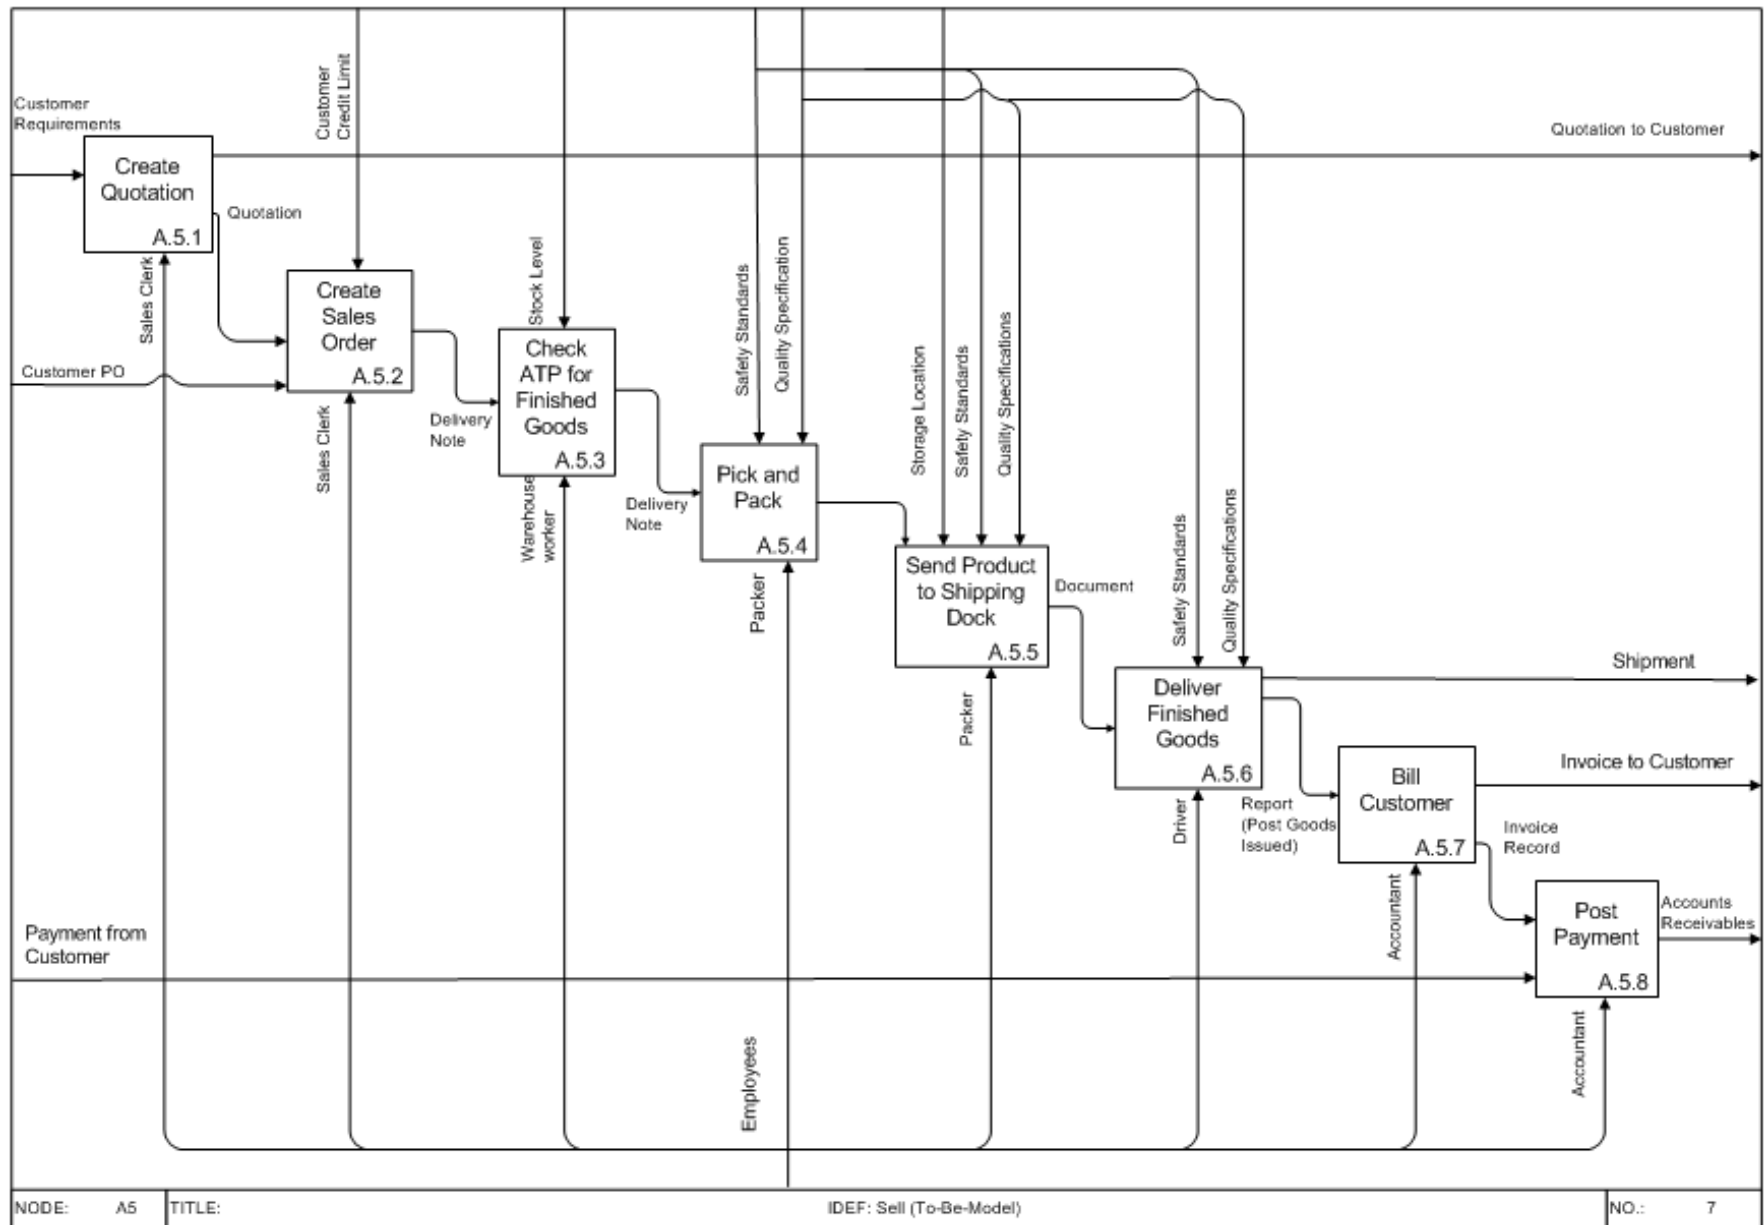 Customer
Requirements
Customer
Credit Limit
Quotation to Customer
Create
Quotation
A.5.1
Quotation
Sales Clerk
Create
Sales
Order
A.5.2
Customer PO
Sales Clerk
Stock Level
Check
ATP for
Finished
Goods
A.5.3
Delivery
Note
Warehouse
worker
Safety Standards
Quality Specification
Pick and
Pack
A.5.4
Delivery
Note
Packer
Storage Location
Safety Standards
Quality Specifications
Send Product
to Shipping
Dock
A.5.5
Document
Packer
Safety Standards
Quality Specifications
Deliver
Finished
Goods
A.5.6
Shipment
Driver
Report
(Post Goods
Issued)
Bill
Customer
A.5.7
Invoice to Customer
Invoice
Record
Accountant
Post
Payment
A.5.8
Accounts
Receivables
Payment from
Customer
Accountant
Employees
NODE: A5
TITLE: IDEF: Sell (To-Be-Model)
NO.: 7